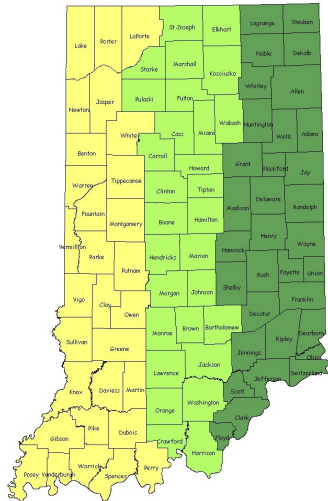 Lake
Porter
LaPorte
St Joseph
Elkhart
Lagrange
Steuben
Noble
Dekalb
Starke
Marshall
Kosciusko
Whitley
Allen
Newton
Jasper
Pulaski
Fulton
Wabash
Huntington
Wells
Adams
White
Cass
Miami
Benton
Carroll
Howard
Grant
Blackford
Jay
Warren
Tippecanoe
Clinton
Tipton
Madison
Delaware
Randolph
Fountain
Montgomery
Boone
Hamilton
Henry
Wayne
Vermillion
Parke
Putnam
Hendricks
Marion
Hancock
Rush
Fayette
Union
Vigo
Clay
Owen
Morgan
Johnson
Shelby
Franklin
Decatur
Sullivan
Greene
Monroe
Brown
Bartholomew
Ripley
Dearborn
Jennings
Ohio
Knox
Daviess
Martin
Lawrence
Jackson
Jefferson
Switzerland
Scott
Orange
Washington
Clark
Gibson
Pike
Dubois
Crawford
Floyd
Harrison
Posey
Vanderburgh
Warrick
Spencer
Perry